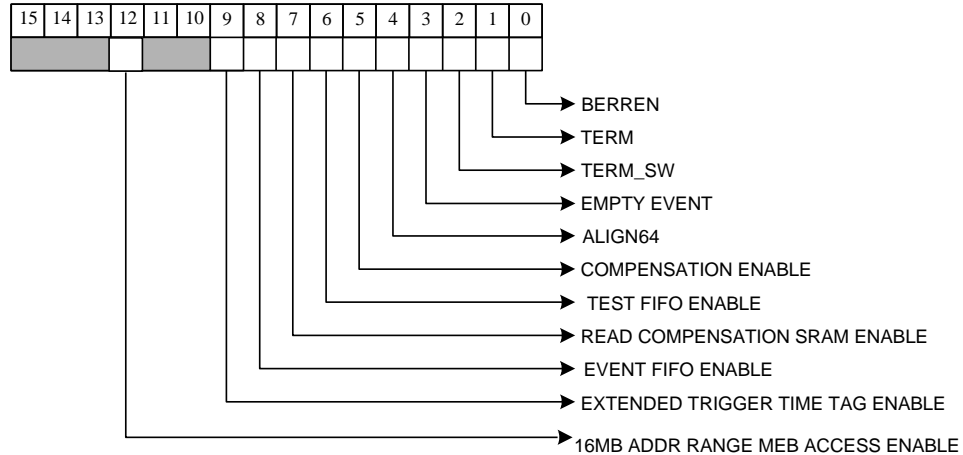 15 14 13 12 11 10 9 8 7 6 5 4 3 2 1 0
BERREN
TERM
TERM_SW
EMPTY EVENT
ALIGN64
COMPENSATION ENABLE
TEST FIFO ENABLE
READ COMPENSATION SRAM ENABLE
EVENT FIFO ENABLE
EXTENDED TRIGGER TIME TAG ENABLE
16MB ADDR RANGE MEB ACCESS ENABLE